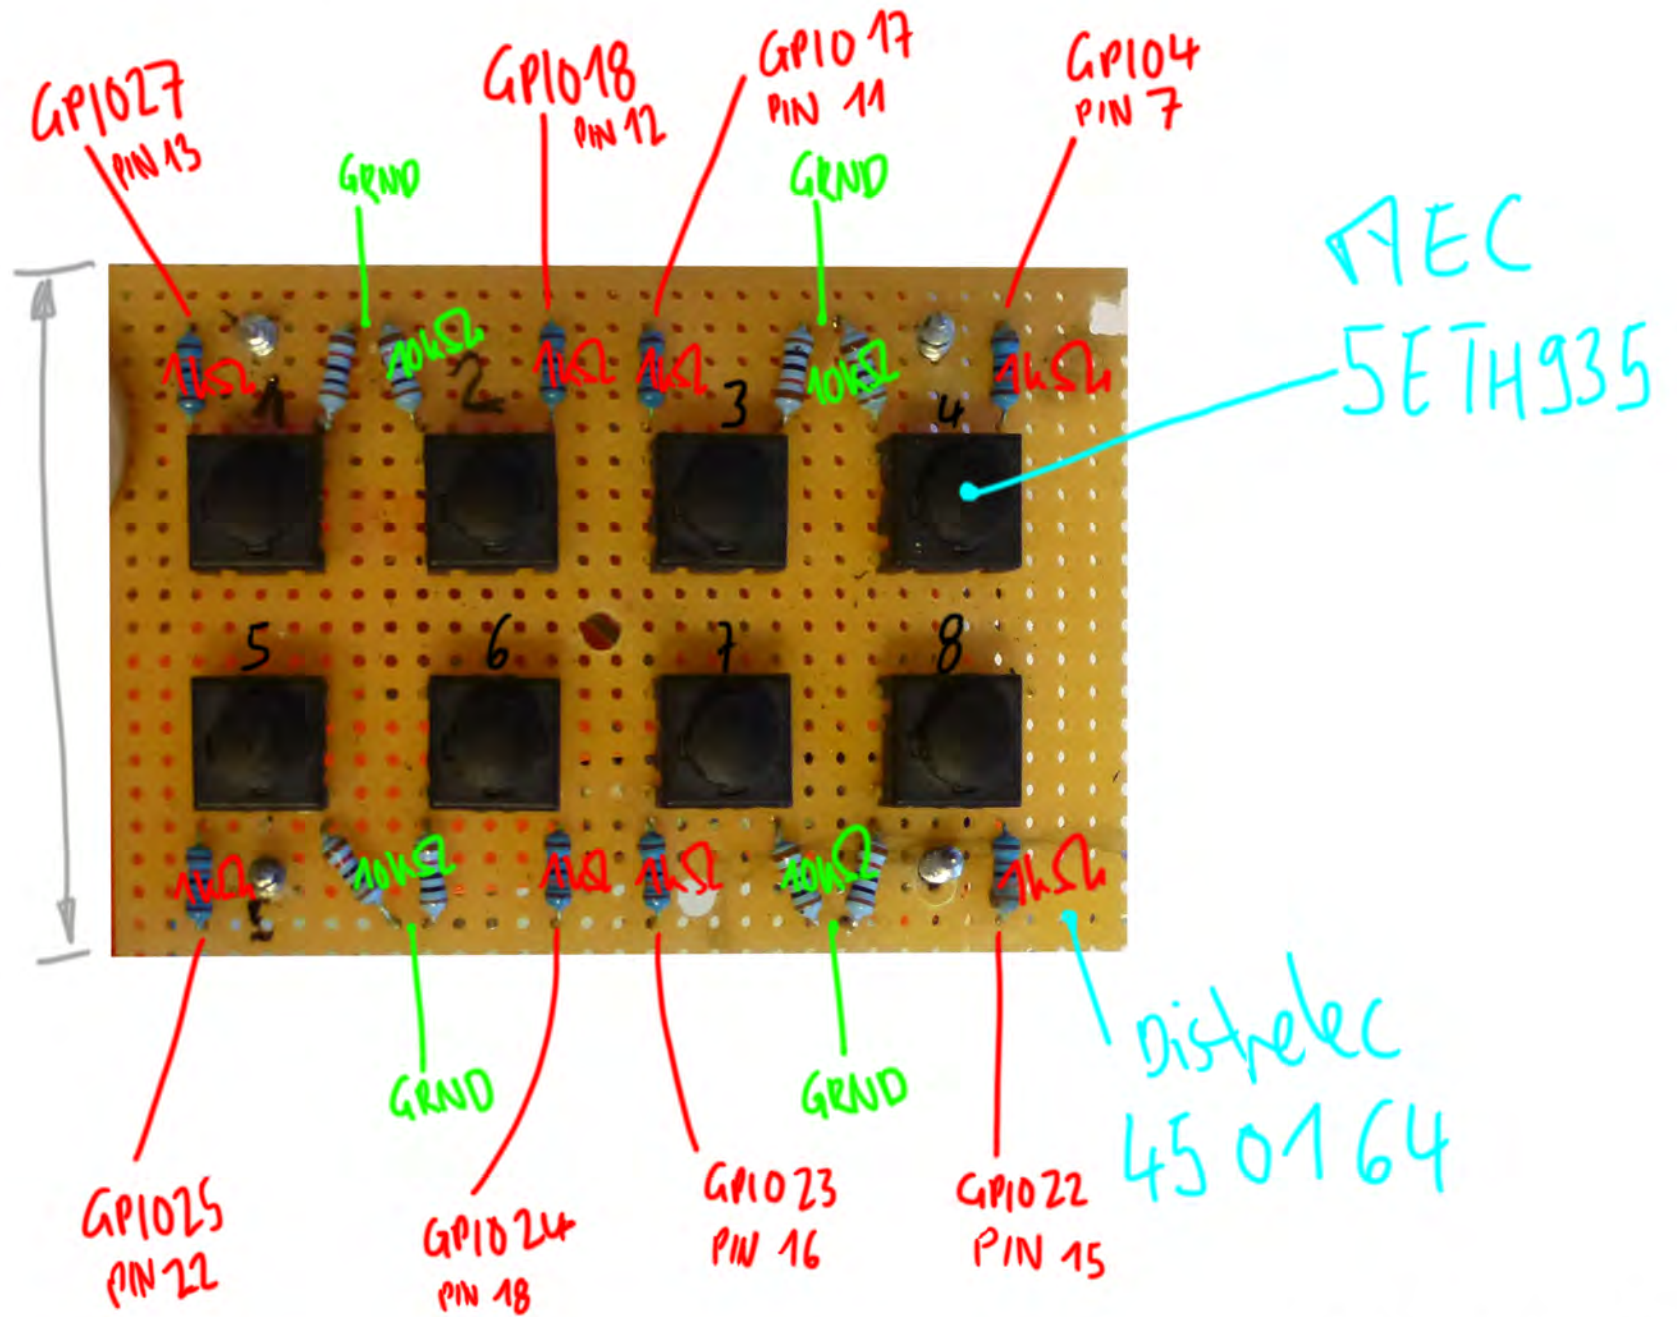 GPIO27
PIN 13
GPIO18
PIN 12
GPIO 17
PIN 11
GPIO4
PIN 7
GRND
GRND
MEC
5ETH935
1kΩ
10kΩ
1kΩ
1kΩ
10kΩ
1kΩ
1
2
3
4
5
6
7
8
1kΩ
10kΩ
1kΩ
1kΩ
10kΩ
1kΩ
GRND
GRND
Distrelec
450164
GPIO25
PIN 22
GPIO24
PIN 18
GPIO23
PIN 16
GPIO22
PIN 15